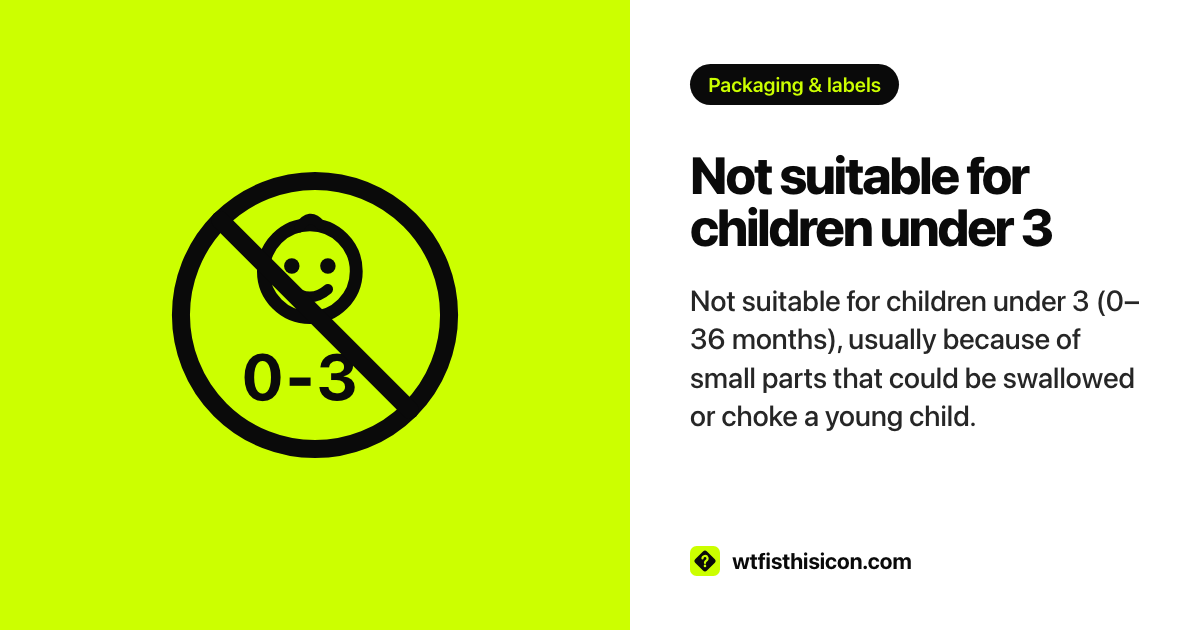 0-3
Packaging & labels
Not suitable for
children under 3
Not suitable for children under 3 (0–
36 months), usually because of
small parts that could be swallowed
or choke a young child.
?
wtfisthisicon.com